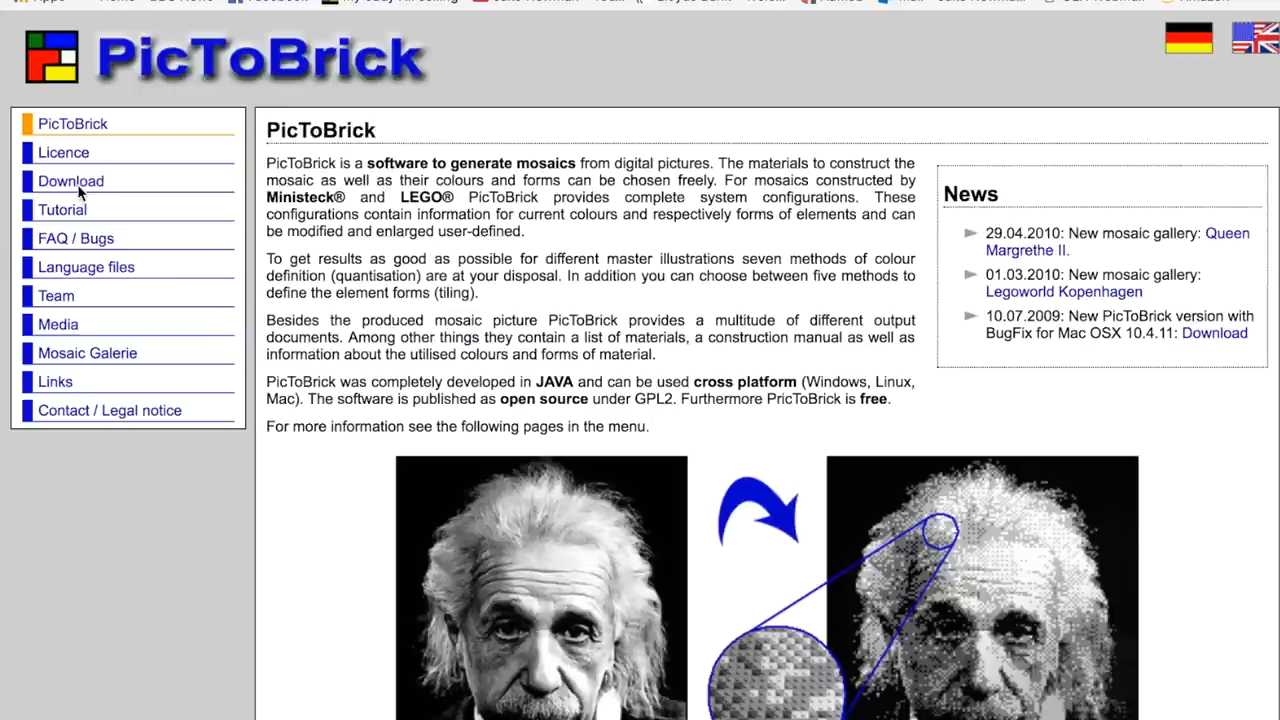 PicToBrick
PicToBrick
Licence
Download
Tutorial
FAQ / Bugs
Language files
Team
Media
Mosaic Galerie
Links
Contact / Legal notice
PicToBrick
PicToBrick is a software to generate mosaics from digital pictures. The materials to construct the
mosaic as well as their colours and forms can be chosen freely. For mosaics constructed by
Ministeck® and LEGO® PicToBrick provides complete system configurations. These
configurations contain information for current colours and respectively forms of elements and can
be modified and enlarged user-defined.
To get results as good as possible for different master illustrations seven methods of colour
definition (quantisation) are at your disposal. In addition you can choose between five methods to
define the element forms (tiling).
Besides the produced mosaic picture PicToBrick provides a multitude of different output
documents. Among other things they contain a list of materials, a construction manual as well as
information about the utilised colours and forms of material.
PicToBrick was completely developed in JAVA and can be used cross platform (Windows, Linux,
Mac). The software is published as open source under GPL2. Furthermore PricToBrick is free.
For more information see the following pages in the menu.
News
29.04.2010: New mosaic gallery: Queen
Margrethe II.
01.03.2010: New mosaic gallery:
Legoworld Kopenhagen
10.07.2009: New PicToBrick version with
BugFix for Mac OSX 10.4.11: Download